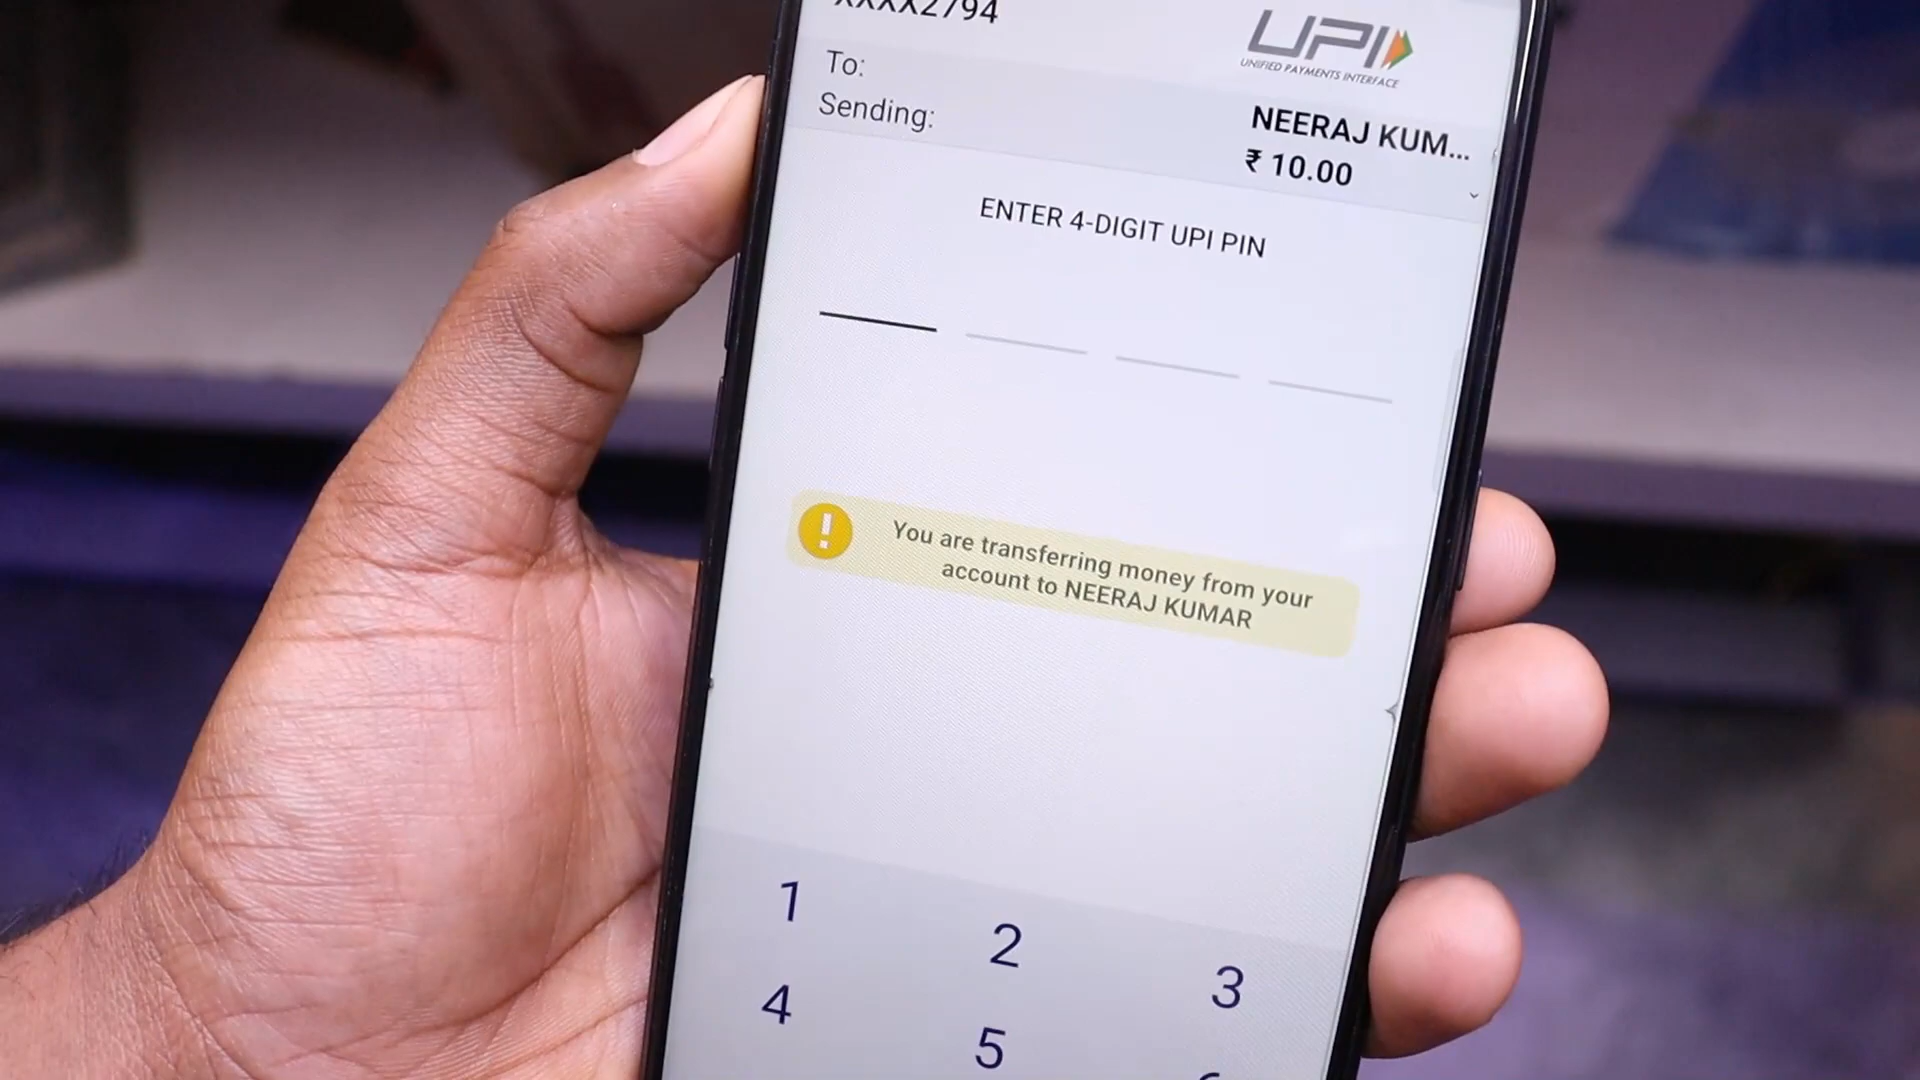 XXXX2794
UPI
UNIFIED PAYMENTS INTERFACE
To:
NEERAJ KUM...
Sending:
₹ 10.00
ENTER 4-DIGIT UPI PIN
You are transferring money from your
account to NEERAJ KUMAR
1 2 3
4 5